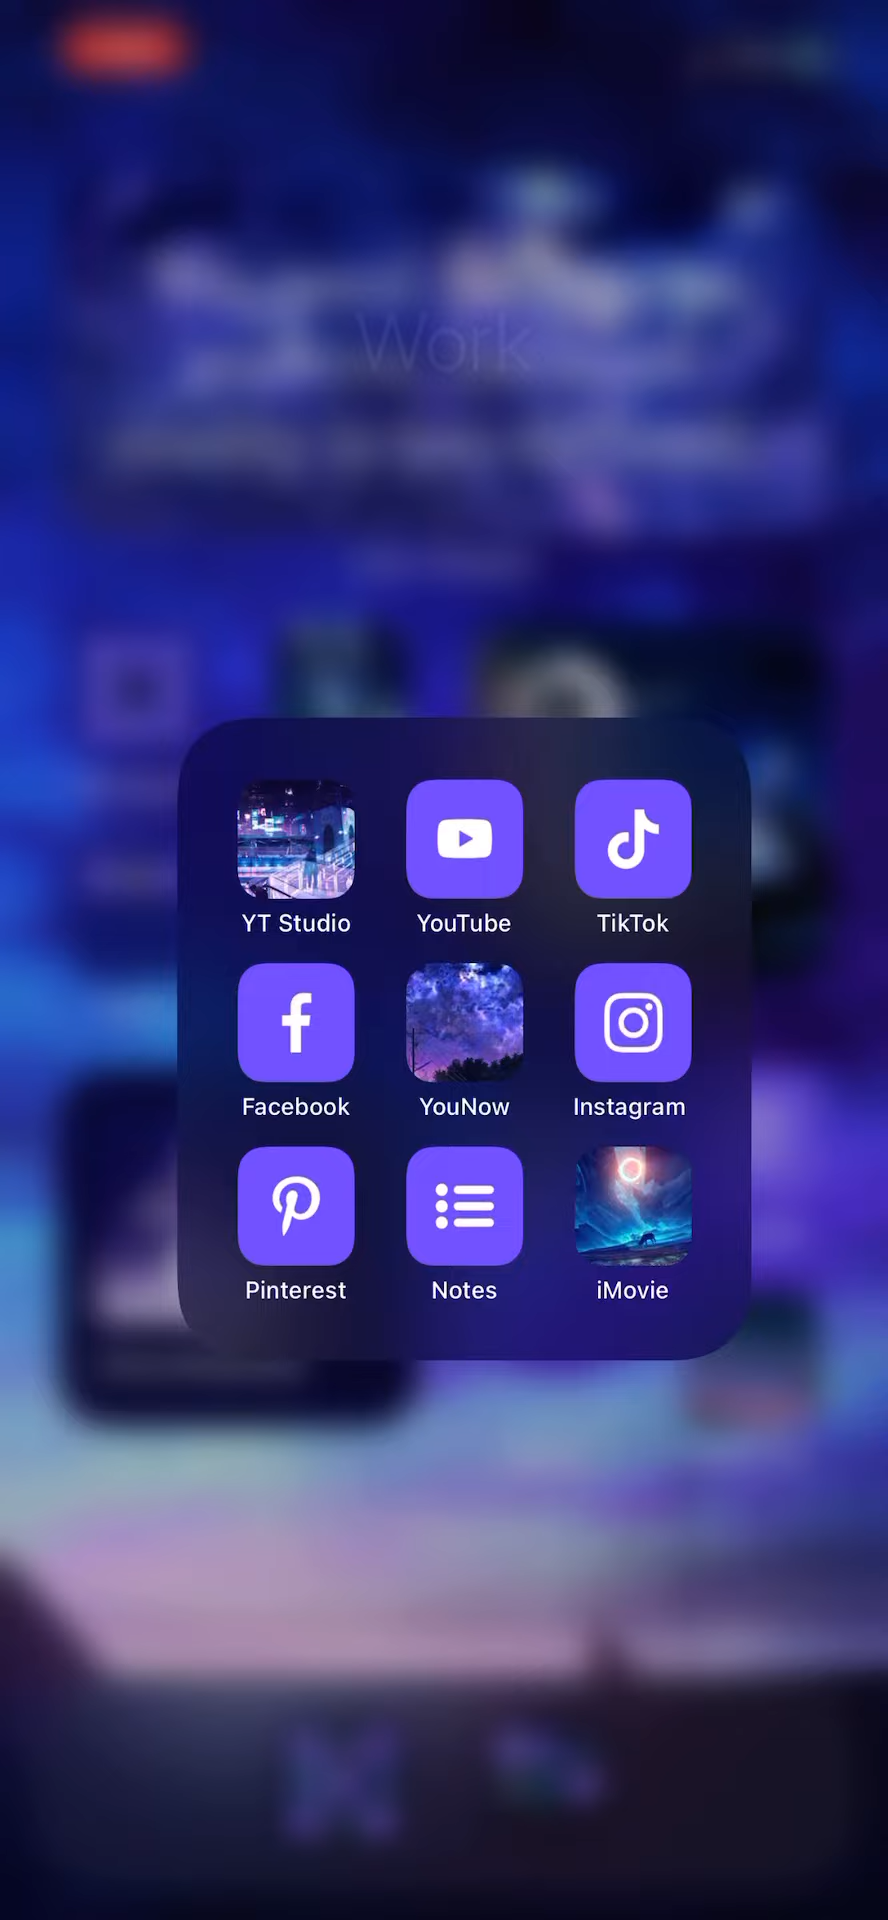 Work
YT Studio
YouTube
TikTok
Facebook
YouNow
Instagram
Pinterest
Notes
iMovie